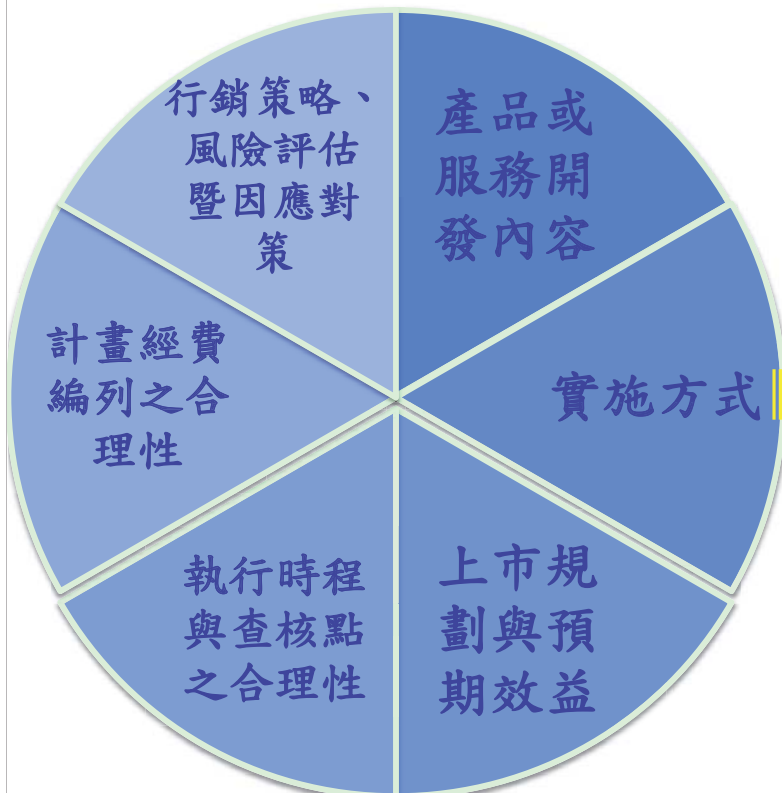 行銷策略、
風險評估
暨因應對
策
產品或
服務開
發內容
計畫經費
編列之合
理性
實施方式
執行時程
與查核點
之合理性
上市規
劃與預
期效益